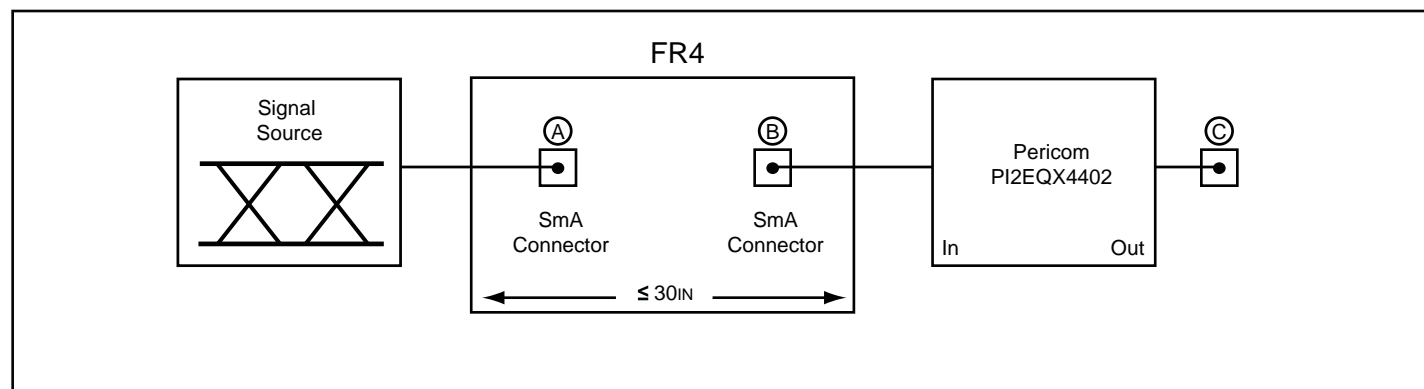 FR4
Signal
Source
A
B
C
SmA
Connector
SmA
Connector
≤ 30IN
Pericom
PI2EQX4402
In
Out